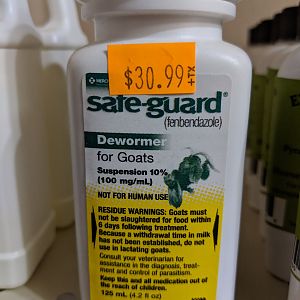 $30.99 +TX
safe-guard®
(fenbendazole)
Dewormer
for Goats
Suspension 10%
(100 mg/mL)
NOT FOR HUMAN USE
RESIDUE WARNINGS: Goats must
not be slaughtered for food within
6 days following treatment.
Because a withdrawal time in milk
has not been established, do not
use in lactating goats.
Consult your veterinarian for
assistance in the diagnosis, treat-
ment and control of parasitism.
Keep this and all medication out
of the reach of children.
125 mL (4.2 fl oz)